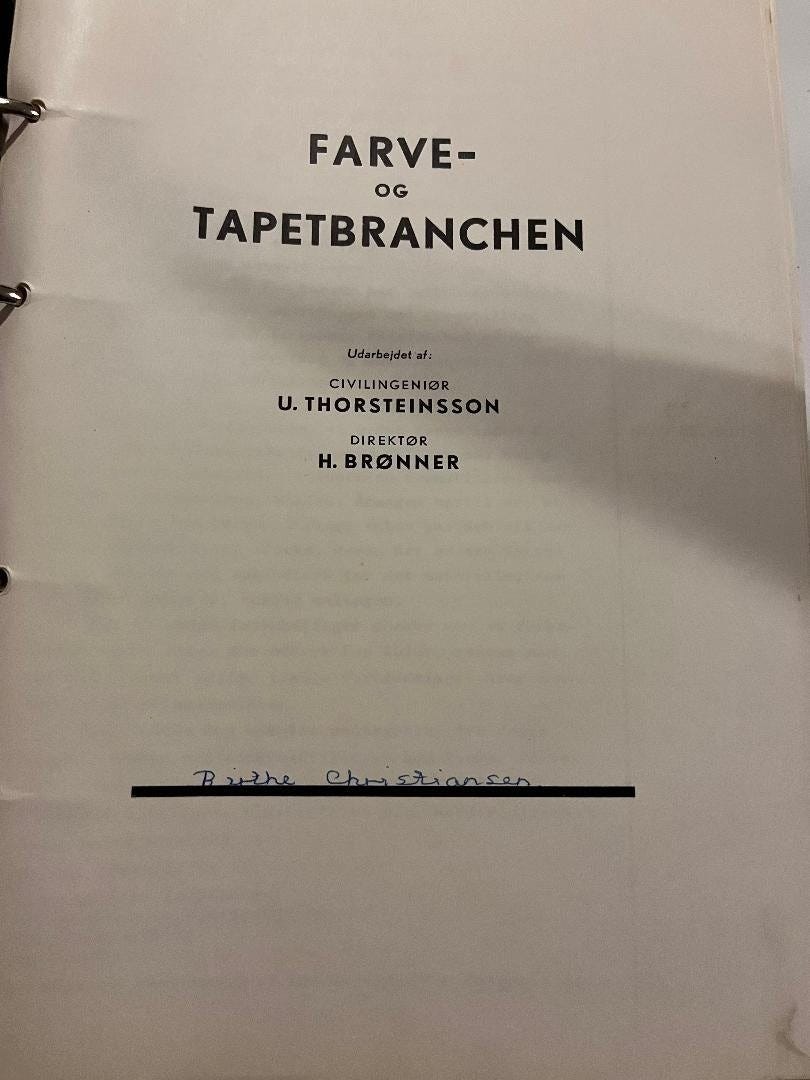 FARVE-
OG
TAPETBRANCHEN
Udarbejdet af:
CIVILINGENIØR
U. THORSTEINSSON
DIREKTØR
H. BRØNNER
Birthe Christiansen.